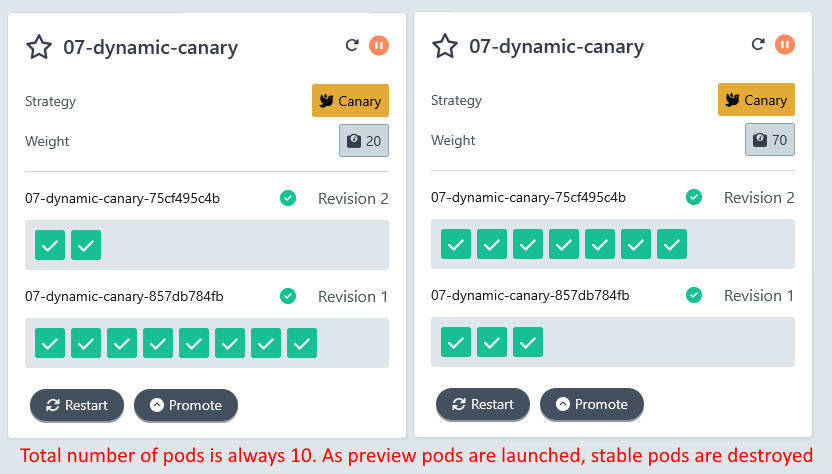 07-dynamic-canary
Strategy
Canary
Weight
20
07-dynamic-canary-75cf495c4b
Revision 2
07-dynamic-canary-857db784fb
Revision 1
Restart
Promote
07-dynamic-canary
Strategy
Canary
Weight
70
07-dynamic-canary-75cf495c4b
Revision 2
07-dynamic-canary-857db784fb
Revision 1
Restart
Promote
Total number of pods is always 10. As preview pods are launched, stable pods are destroyed